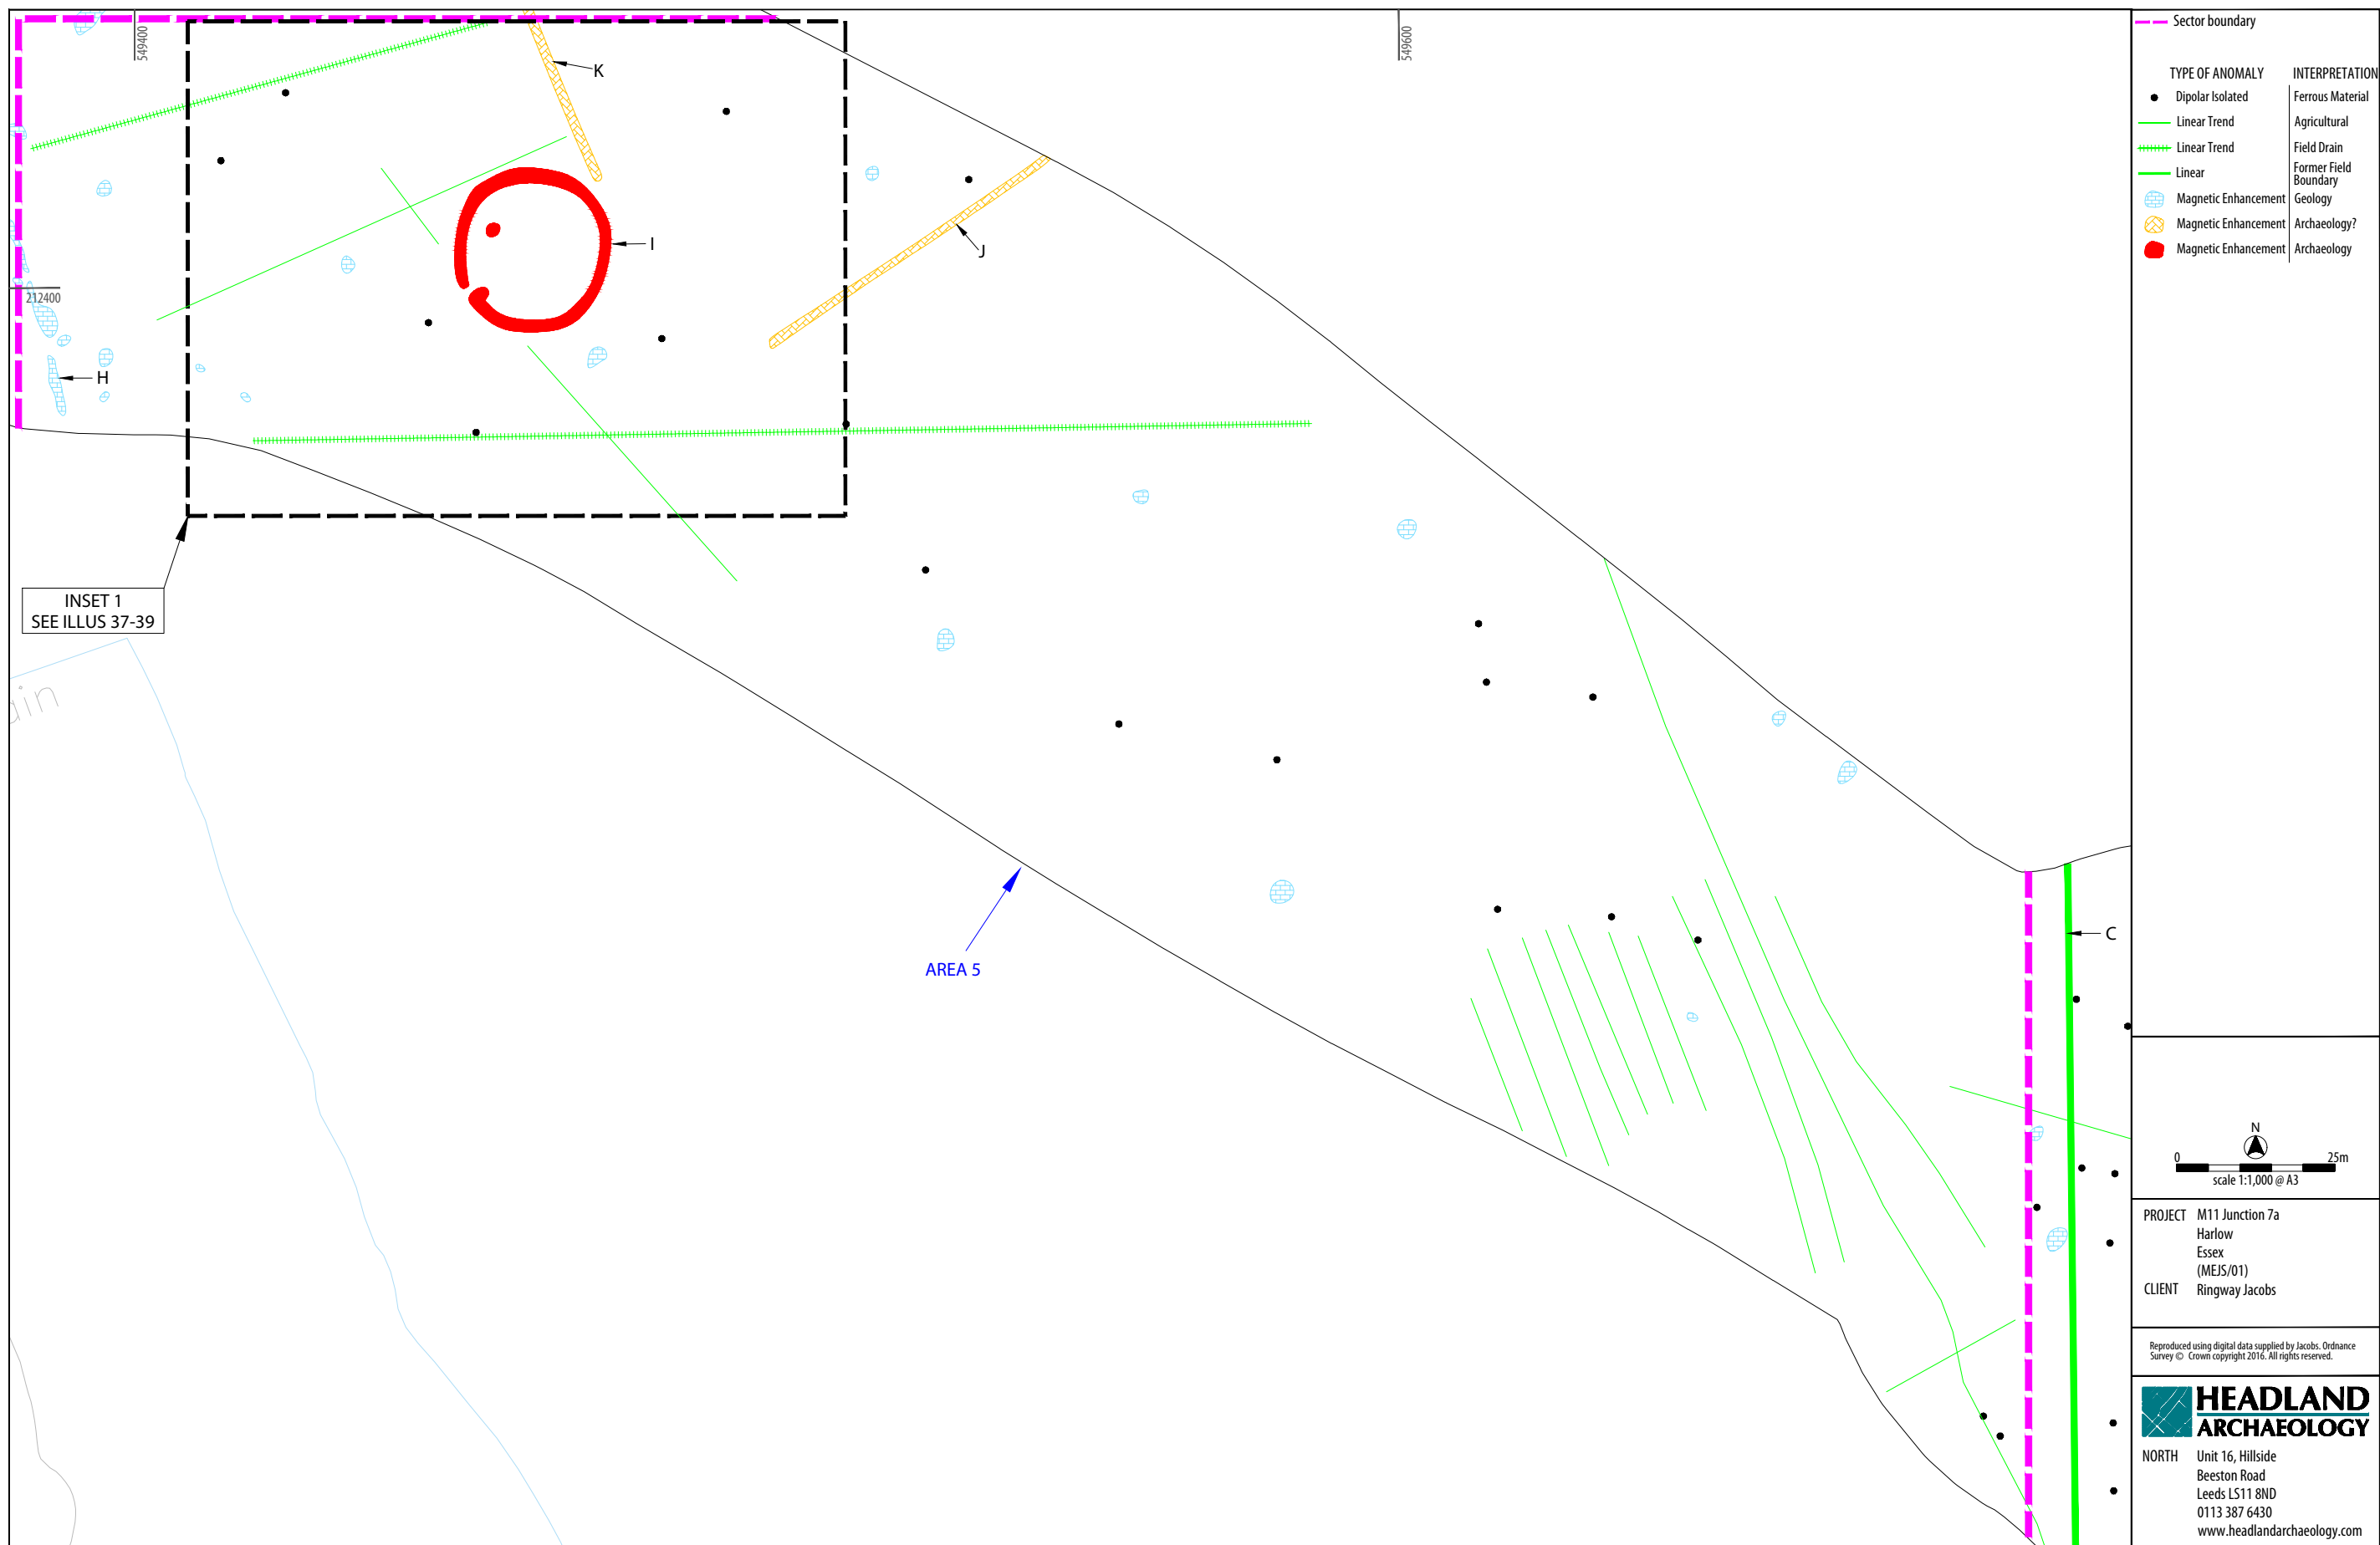 549400
549600
K
I
J
212400
H
INSET 1
SEE ILLUS 37-39
AREA 5
C
Sector boundary
TYPE OF ANOMALY INTERPRETATION
Dipolar Isolated Ferrous Material
Linear Trend Agricultural
Linear Trend Field Drain
Linear Former Field
Boundary
Magnetic Enhancement Geology
Magnetic Enhancement Archaeology?
Magnetic Enhancement Archaeology
N
0 25m
scale 1:1,000 @ A3
PROJECT M11 Junction 7a
Harlow
Essex
(MEJS/01)
CLIENT Ringway Jacobs
Reproduced using digital data supplied by Jacobs. Ordnance
Survey © Crown copyright 2016. All rights reserved.
HEADLAND
ARCHAEOLOGY
NORTH Unit 16, Hillside
Beeston Road
Leeds LS11 8ND
0113 387 6430
www.headlandarchaeology.com